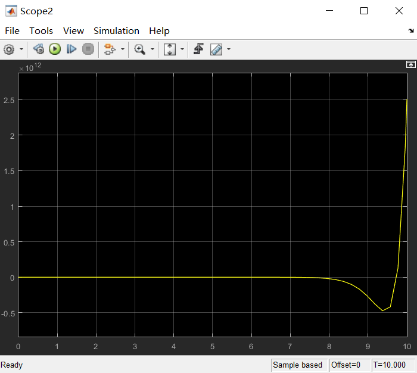 Scope2
File Tools View Simulation Help
×10^12
2.5
2
1.5
1
0.5
0
-0.5
0 1 2 3 4 5 6 7 8 9 10
Ready Sample based Offset=0 T=10.000